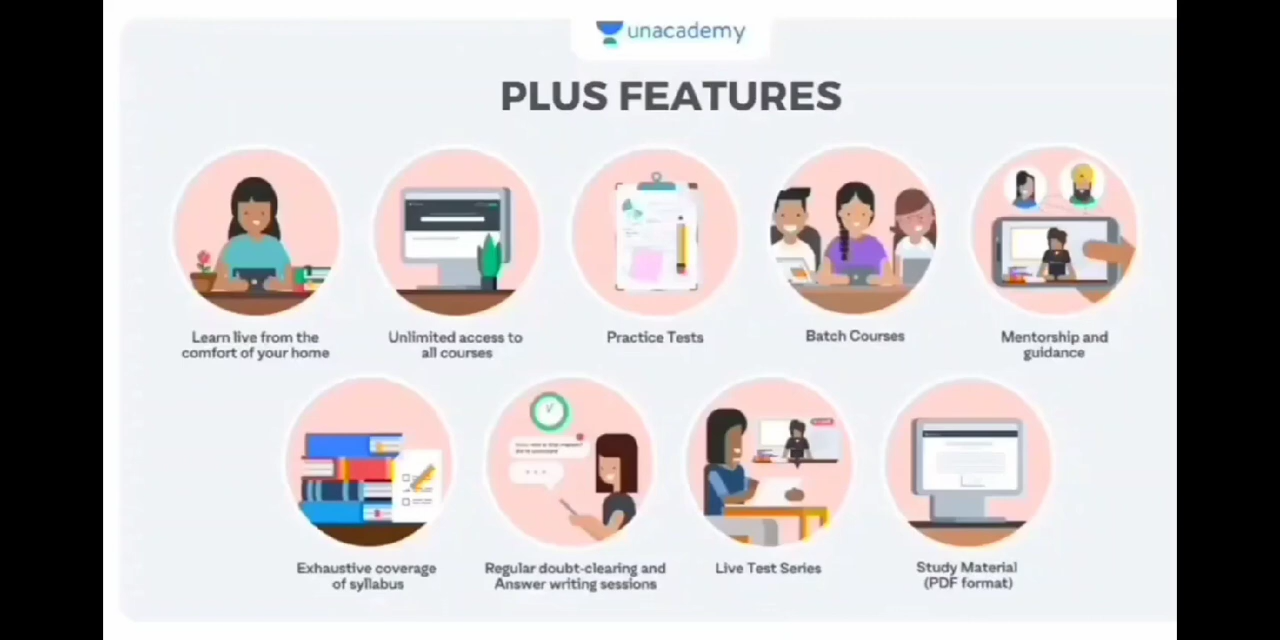 unacademy
PLUS FEATURES
Learn live from the
comfort of your home
Unlimited access to
all courses
Practice Tests
Batch Courses
Mentorship and
guidance
Exhaustive coverage
of syllabus
Regular doubt-clearing and
Answer writing sessions
Live Test Series
Study Material
(PDF format)